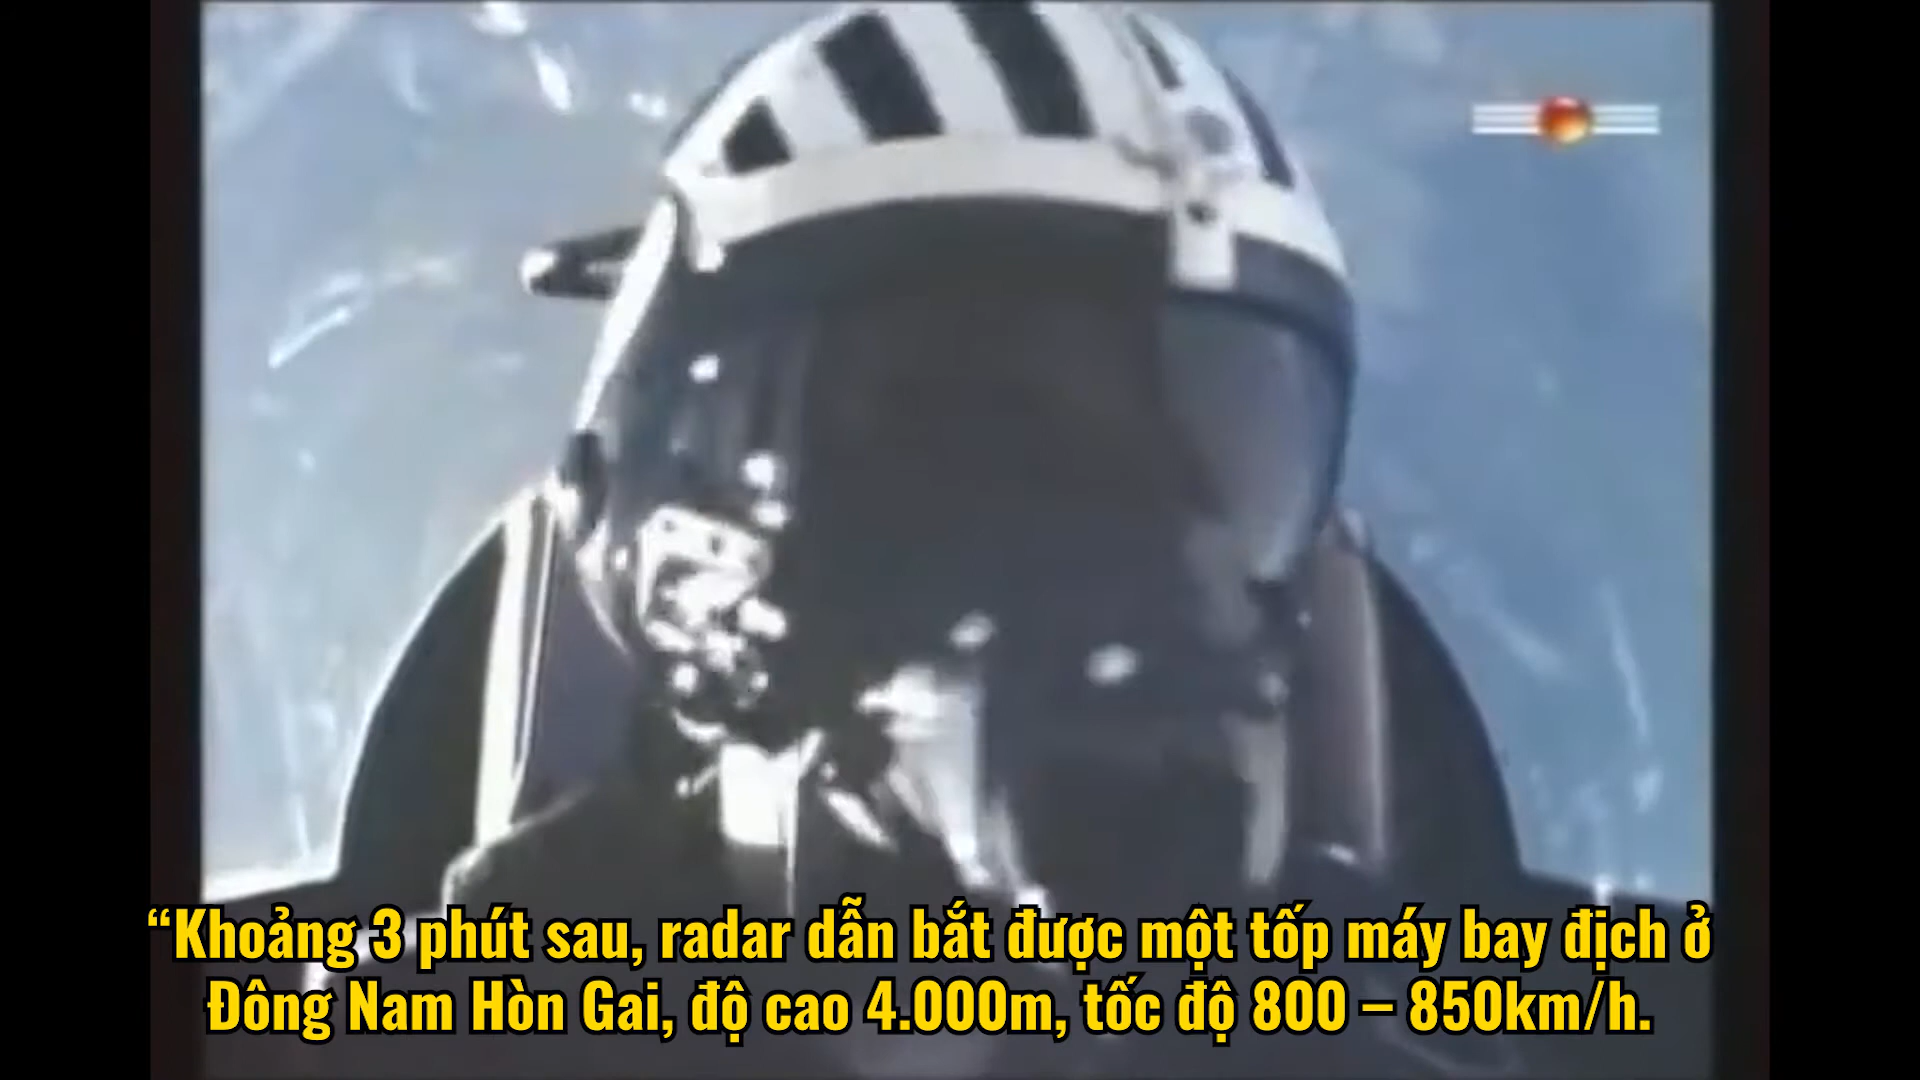 “Khoảng 3 phút sau, radar dẫn bắt được một tốp máy bay địch ở
Đông Nam Hòn Gai, độ cao 4.000m, tốc độ 800 – 850km/h.